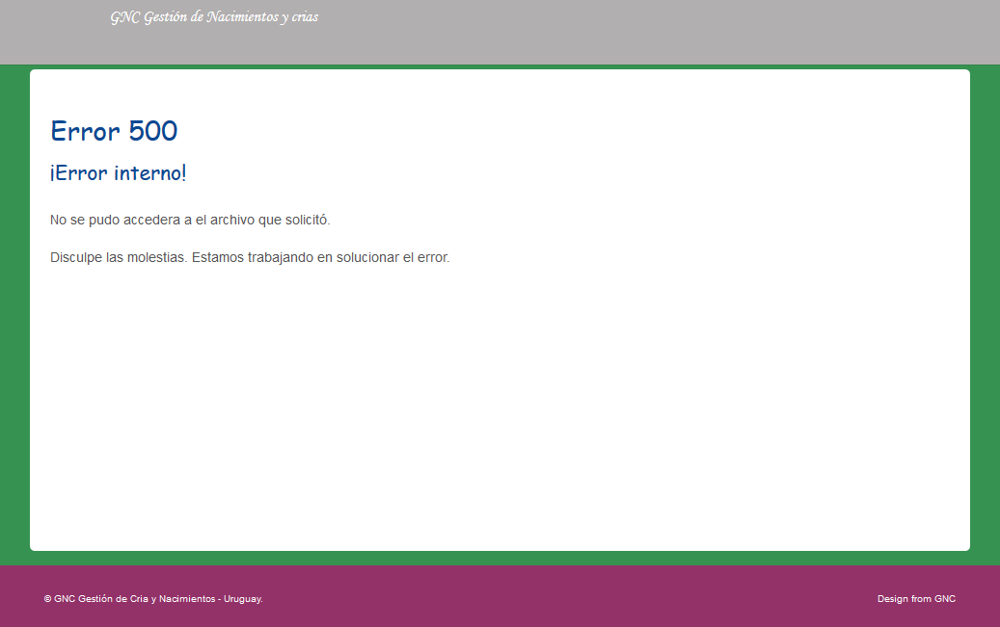 GNC Gestión de Nacimientos y crias
Error 500
¡Error interno!
No se pudo accedera a el archivo que solicitó.
Disculpe las molestias. Estamos trabajando en solucionar el error.
© GNC Gestión de Cria y Nacimientos - Uruguay.
Design from GNC